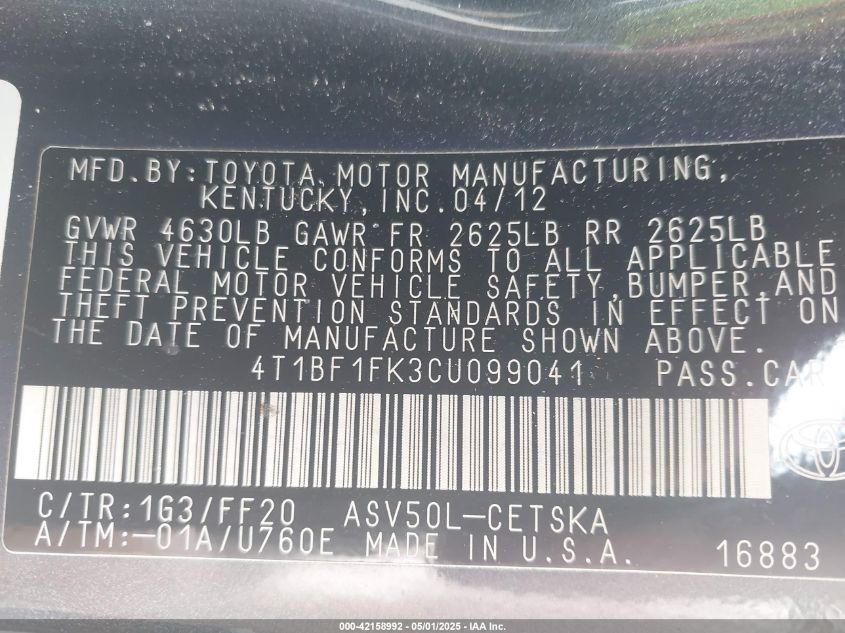 MFD.BY:TOYOTA MOTOR MANUFACTURING,
KENTUCKY,INC.04/12
GVWR 4630LB GAWR FR 2625LB RR 2625LB
THIS VEHICLE CONFORMS TO ALL APPLICABLE
FEDERAL MOTOR VEHICLE SAFETY,BUMPER,AND
THEFT PREVENTION STANDARDS IN EFFECT ON
THE DATE OF MANUFACTURE SHOWN ABOVE.
4T1BF1FK3CU099041 PASS.CAR
C/TR:1G3/FF20 ASV50L-CETSKA
A/TM:-01A/U760E MADE IN U.S.A. 16883
000-42158992 - 05/01/2025 - IAA Inc.